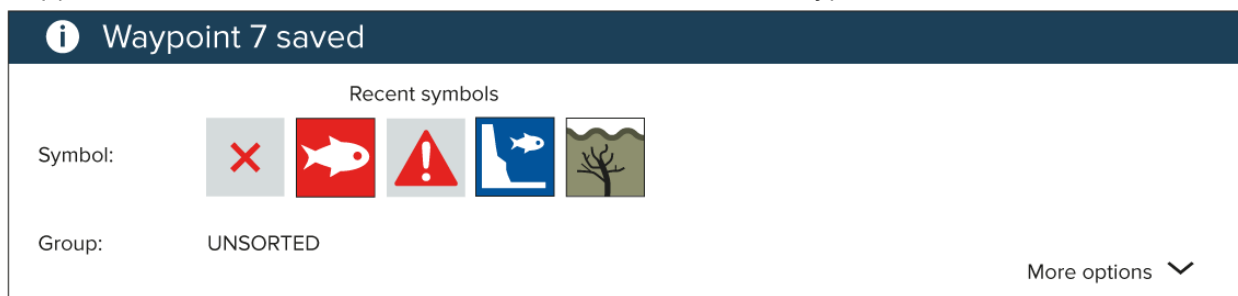 Waypoint 7 saved
Recent symbols
Symbol:
Group: UNSORTED
More options